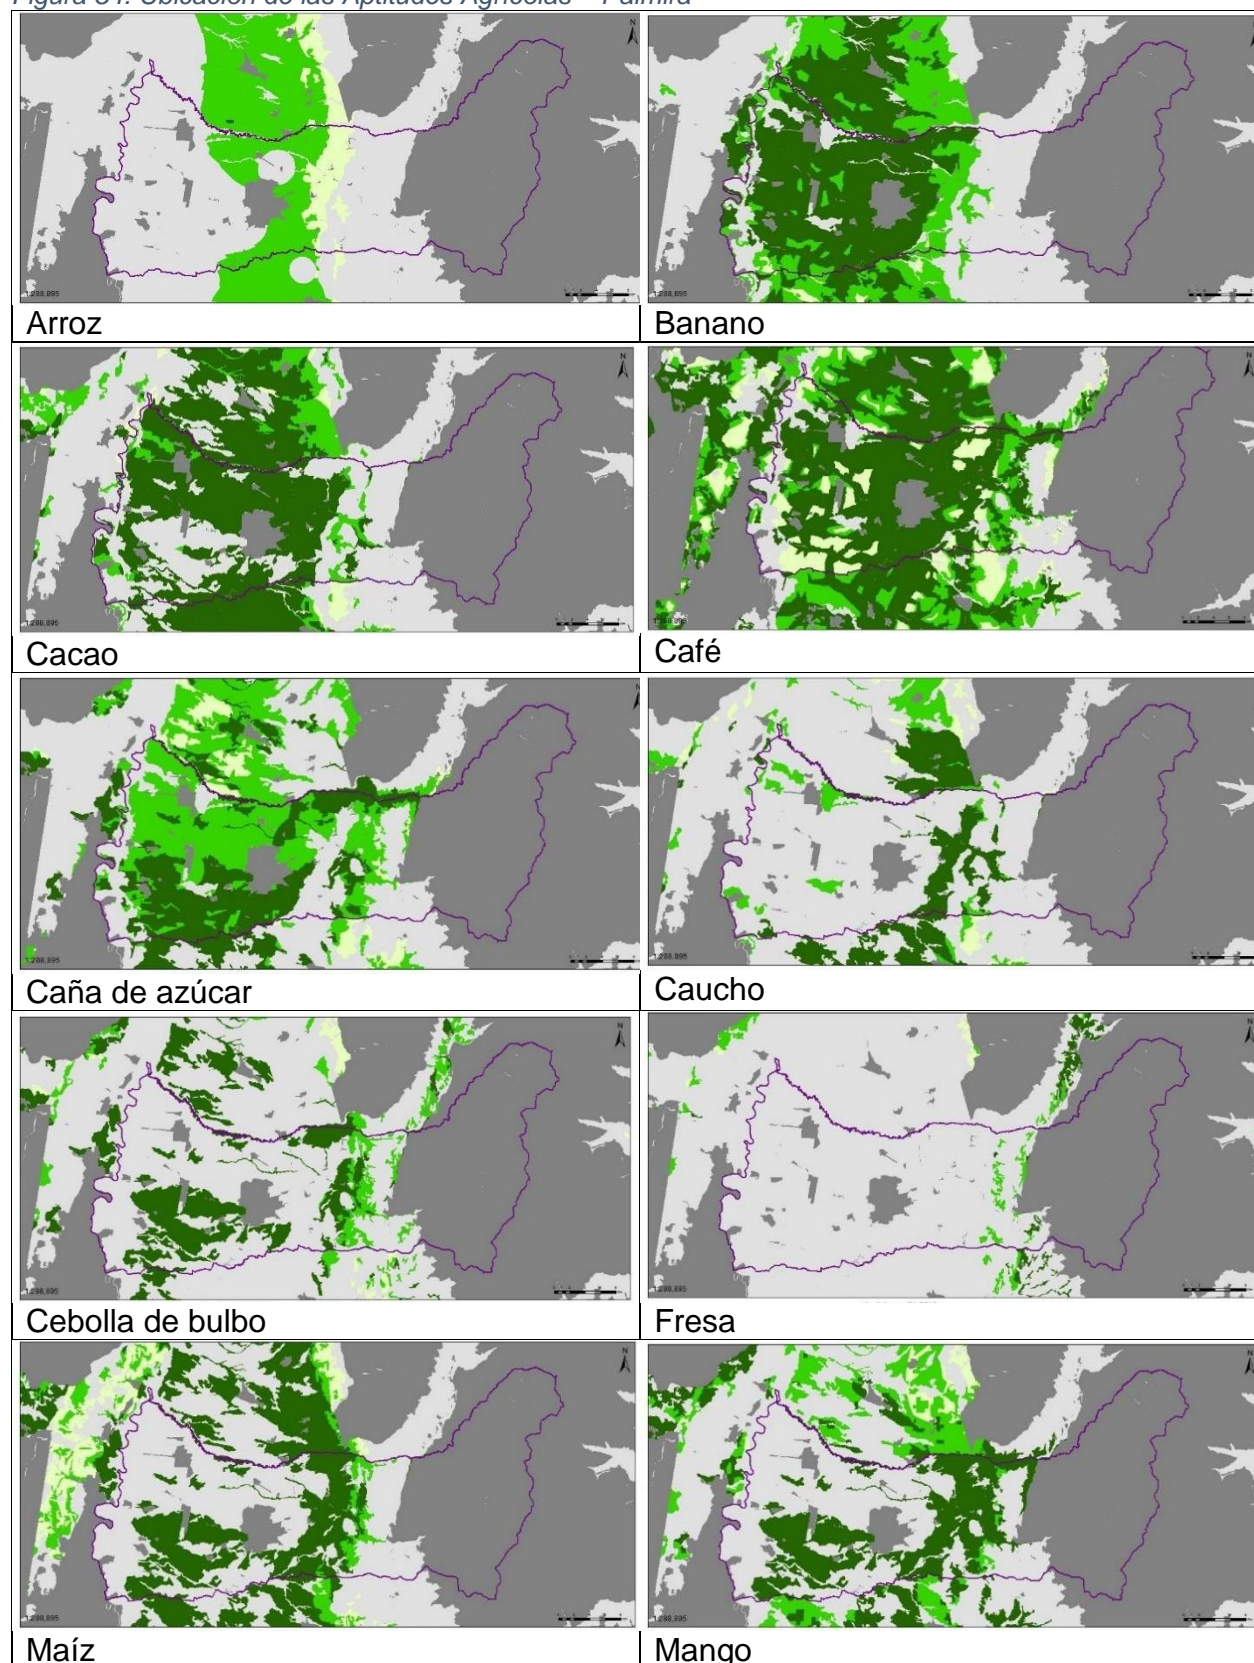 Figura 34. Ubicación de las Aptitudes Agrícolas – Palmira
Arroz
Banano
Cacao
Café
Caña de azúcar
Caucho
Cebolla de bulbo
Fresa
Maíz
Mango